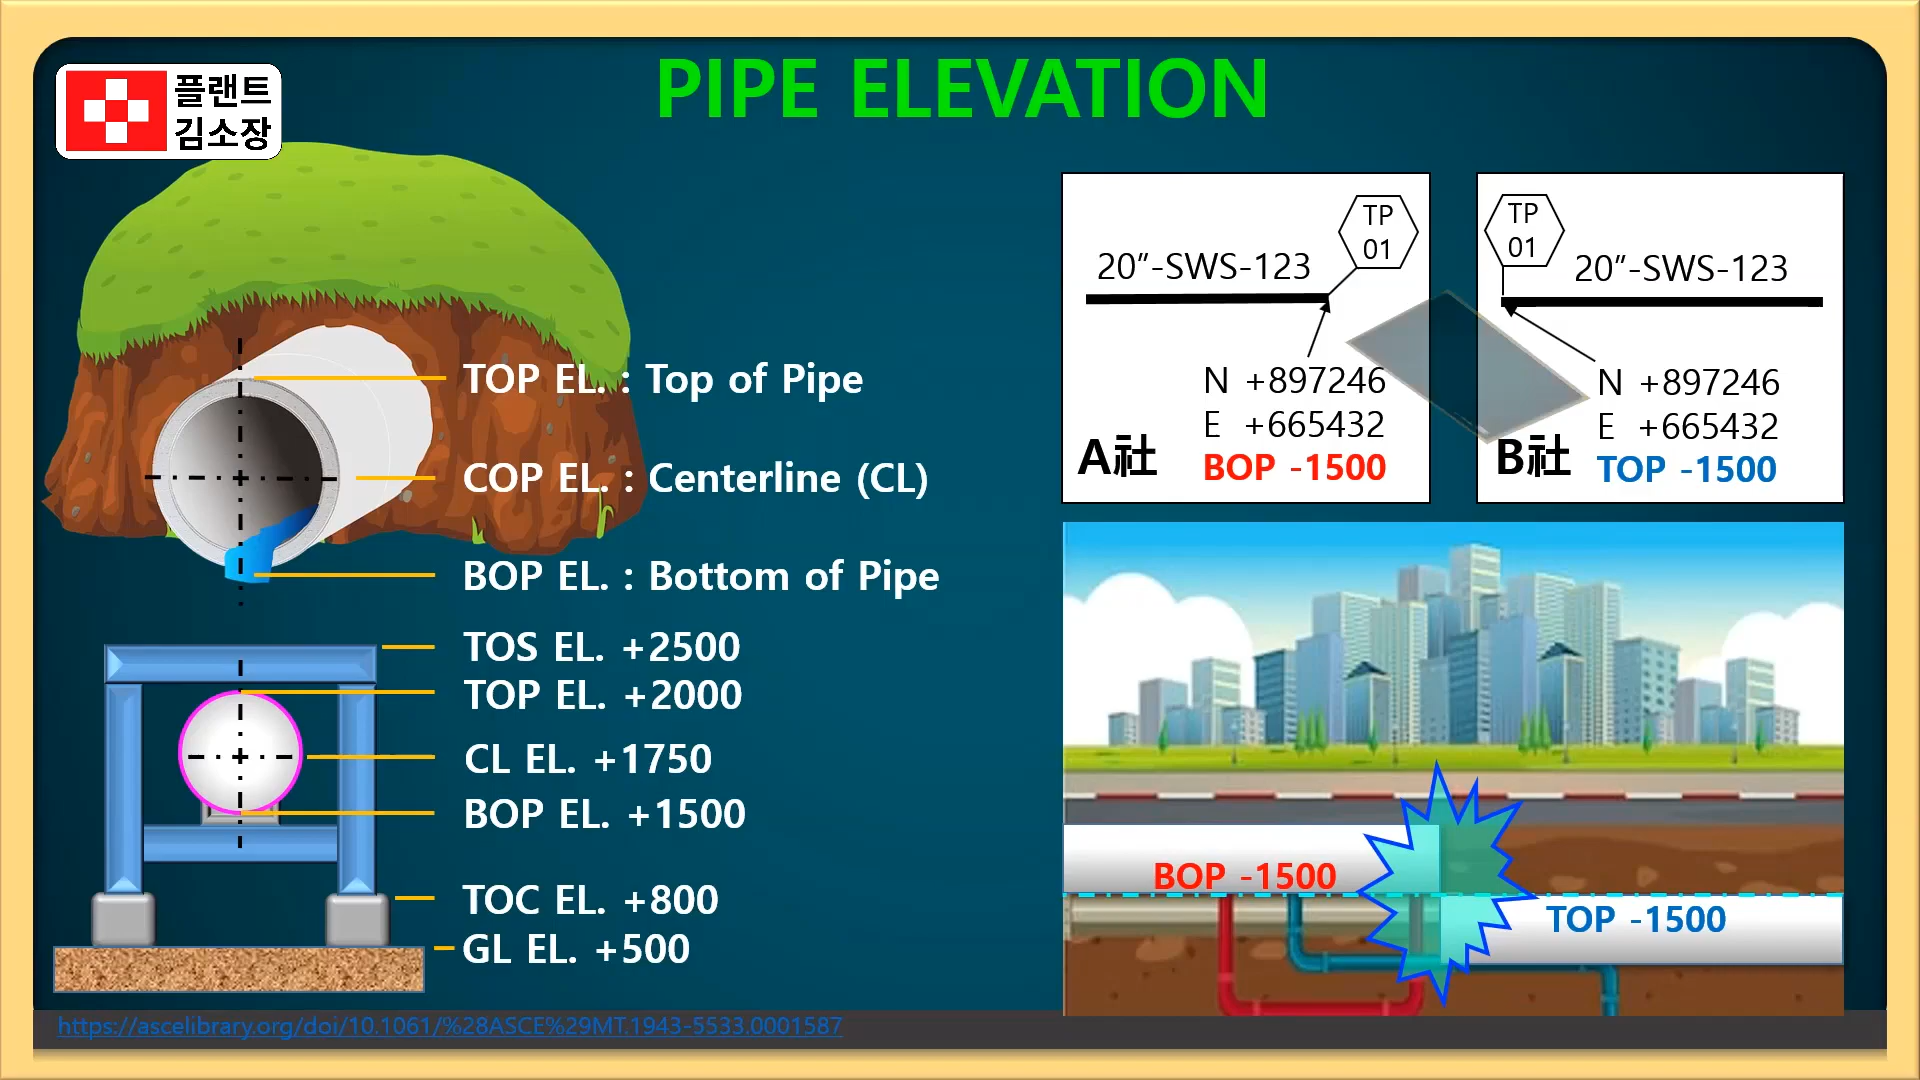 플랜트
김소장
PIPE ELEVATION
TOP EL. : Top of Pipe
COP EL. : Centerline (CL)
BOP EL. : Bottom of Pipe
TOS EL. +2500
TOP EL. +2000
CL EL. +1750
BOP EL. +1500
TOC EL. +800
GL EL. +500
https://ascelibrary.org/doi/10.1061/%28ASCE%29MT.1943-5533.0001587
TP
01
20”-SWS-123
N +897246
E +665432
BOP -1500
A社
TP
01
20”-SWS-123
N +897246
E +665432
TOP -1500
B社
BOP -1500
TOP -1500